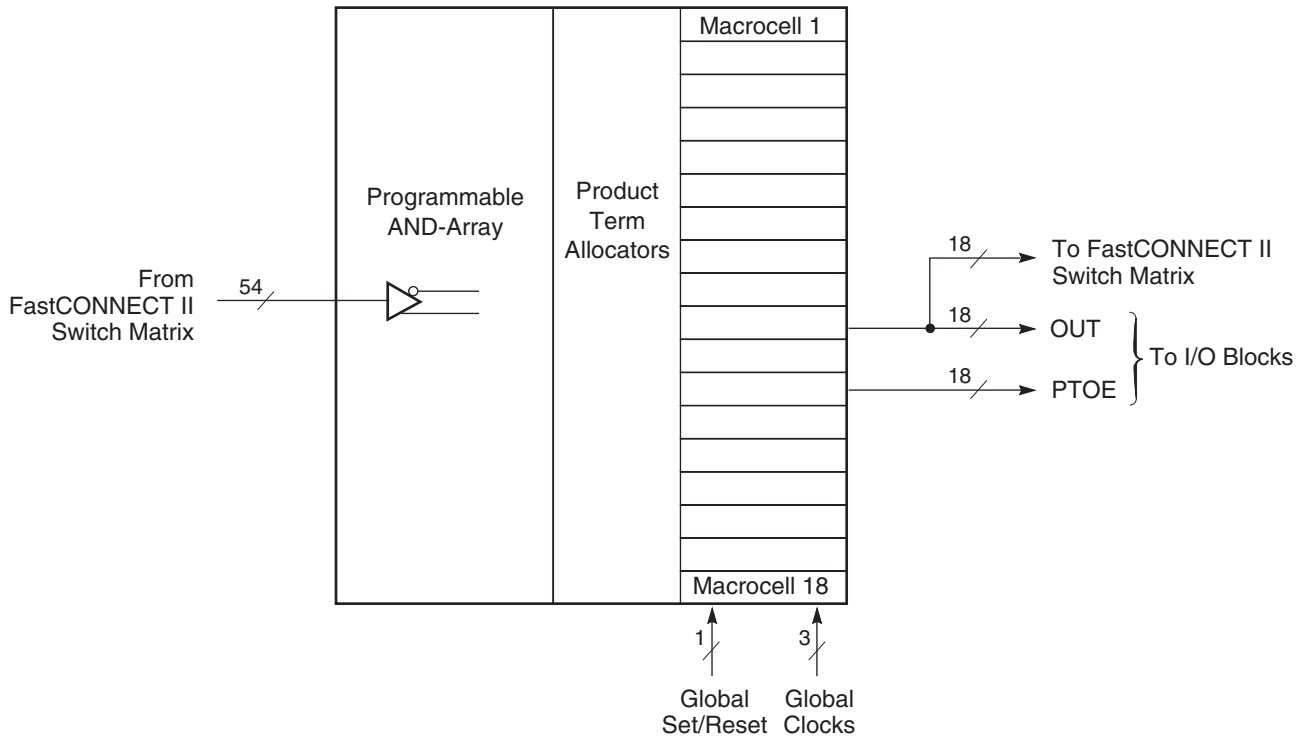 Macrocell 1
Programmable
AND-Array
Product
Term
Allocators
From
FastCONNECT II
Switch Matrix
54
18
To FastCONNECT II
Switch Matrix
18
OUT
18
PTOE
To I/O Blocks
Macrocell 18
1
3
Global
Set/Reset
Global
Clocks